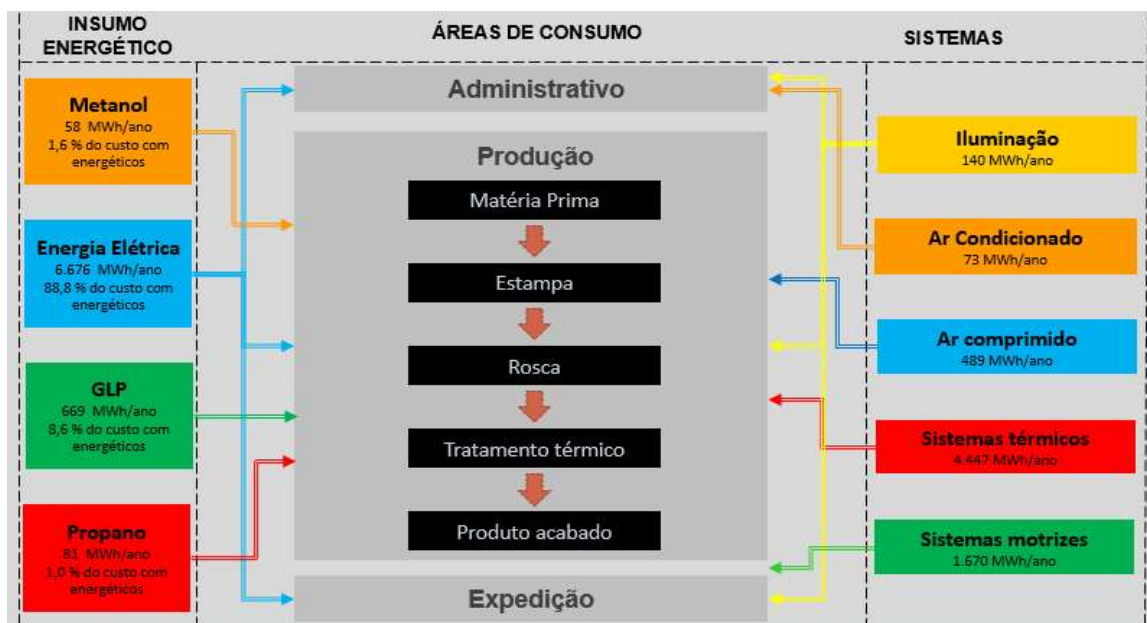 INSUMO
ENERGÉTICO
ÁREAS DE CONSUMO
SISTEMAS
Metanol
58 MWh/ano
1,6 % do custo com
energéticos
Energia Elétrica
6.676 MWh/ano
88,8 % do custo com
energéticos
GLP
669 MWh/ano
8,6 % do custo com
energéticos
Propano
81 MWh/ano
1,0 % do custo com
energéticos
Administrativo
Produção
Matéria Prima
Estampa
Rosca
Tratamento térmico
Produto acabado
Expedição
Iluminação
140 MWh/ano
Ar Condicionado
73 MWh/ano
Ar comprimido
489 MWh/ano
Sistemas térmicos
4.447 MWh/ano
Sistemas motrizes
1.670 MWh/ano